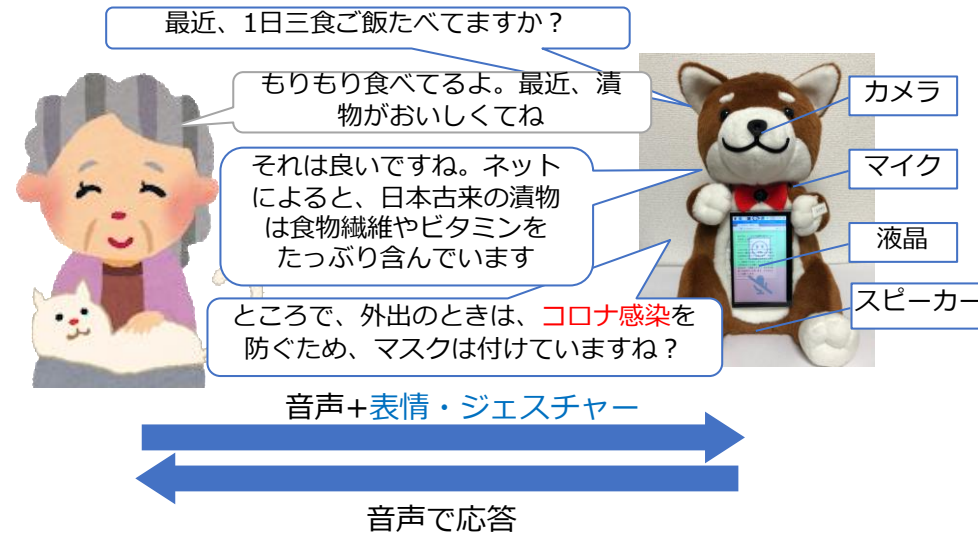 最近、1日三食ご飯たべてますか？
もりもり食べてるよ。最近、漬
物がおいしくてね
それは良いですね。ネット
によると、日本古来の漬物
は食物繊維やビタミンを
たっぷり含んでいます
ところで、外出のときは、コロナ感染を
防ぐため、マスクは付けていますね？
カメラ
マイク
液晶
スピーカー
音声+表情・ジェスチャー
音声で応答